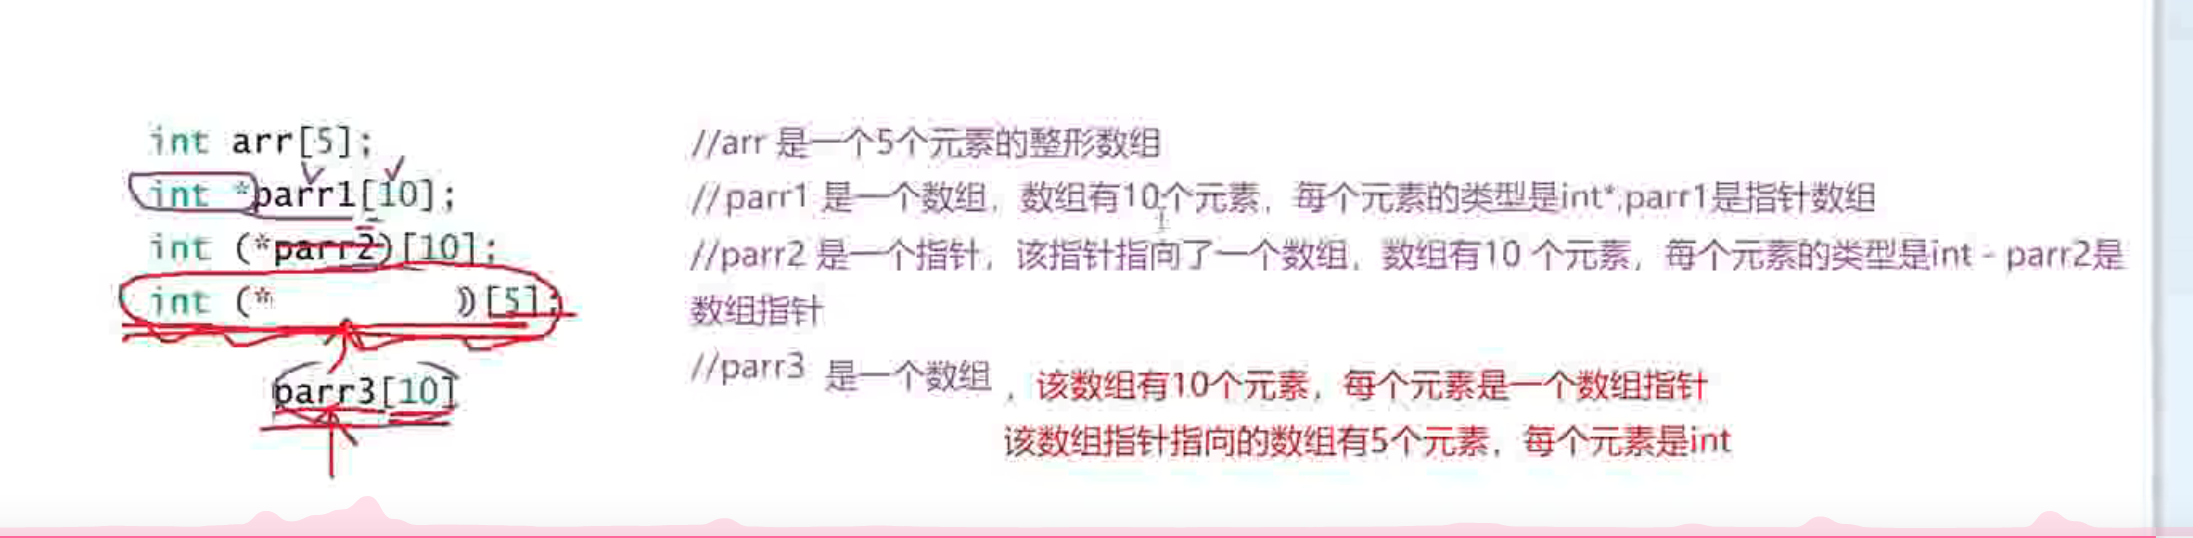 int arr[5];
//arr 是一个5个元素的整形数组
int *parr1[10];
//parr1 是一个数组，数组有10个元素，每个元素的类型是int*,parr1是指针数组
int (*parr2)[10];
//parr2 是一个指针，该指针指向了一个数组，数组有10 个元素，每个元素的类型是int - parr2是
数组指针
int (* )[5];
parr3[10]
//parr3 是一个数组 ，该数组有10个元素，每个元素是一个数组指针
该数组指针指向的数组有5个元素，每个元素是int